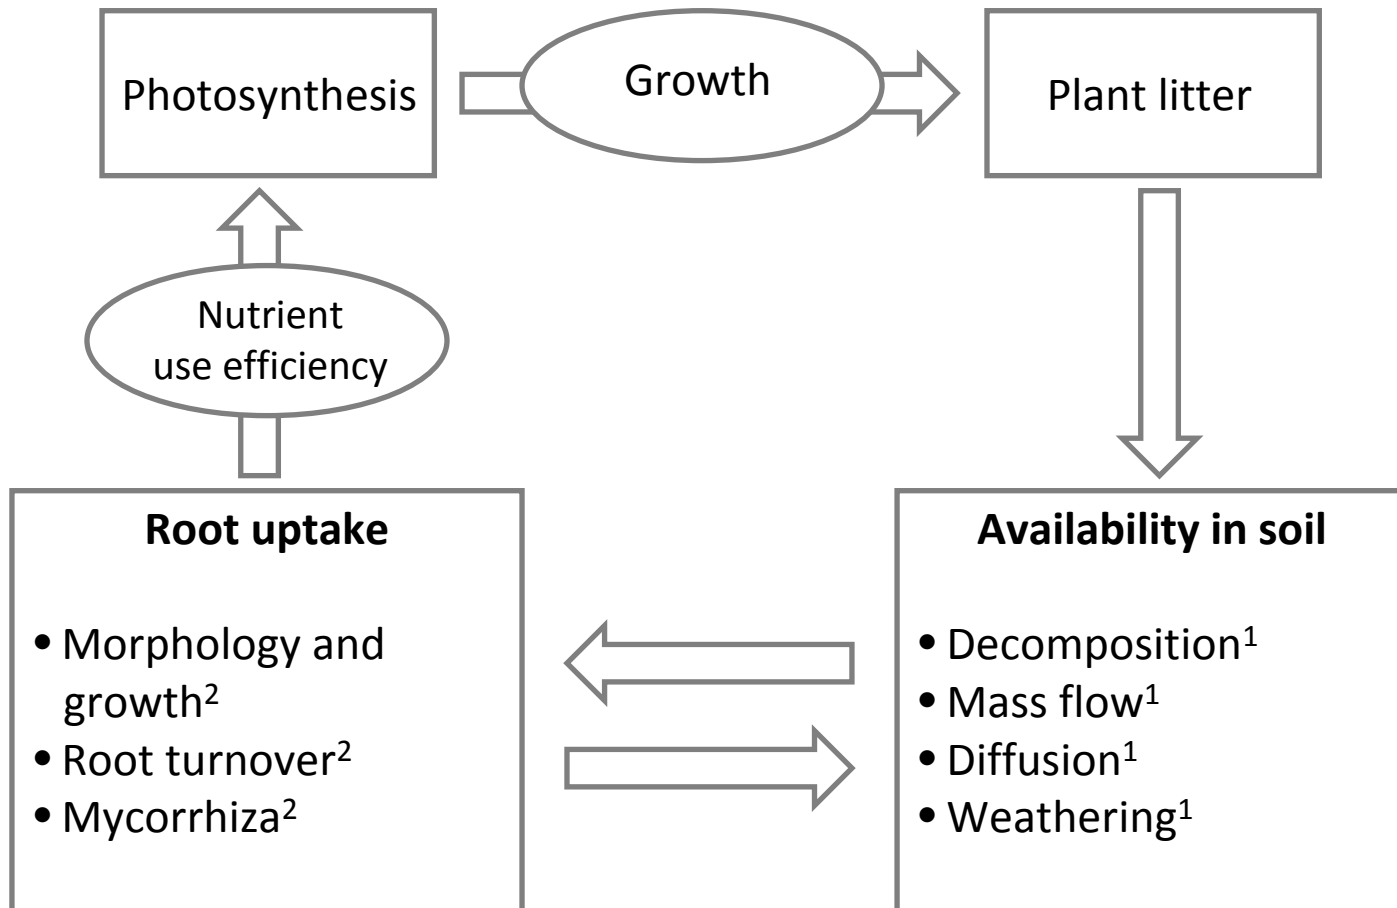 Photosynthesis
Growth
Plant litter
Nutrient
use efficiency
Root uptake
• Morphology and
growth²
• Root turnover²
• Mycorrhiza²
Availability in soil
• Decomposition¹
• Mass flow¹
• Diffusion¹
• Weathering¹